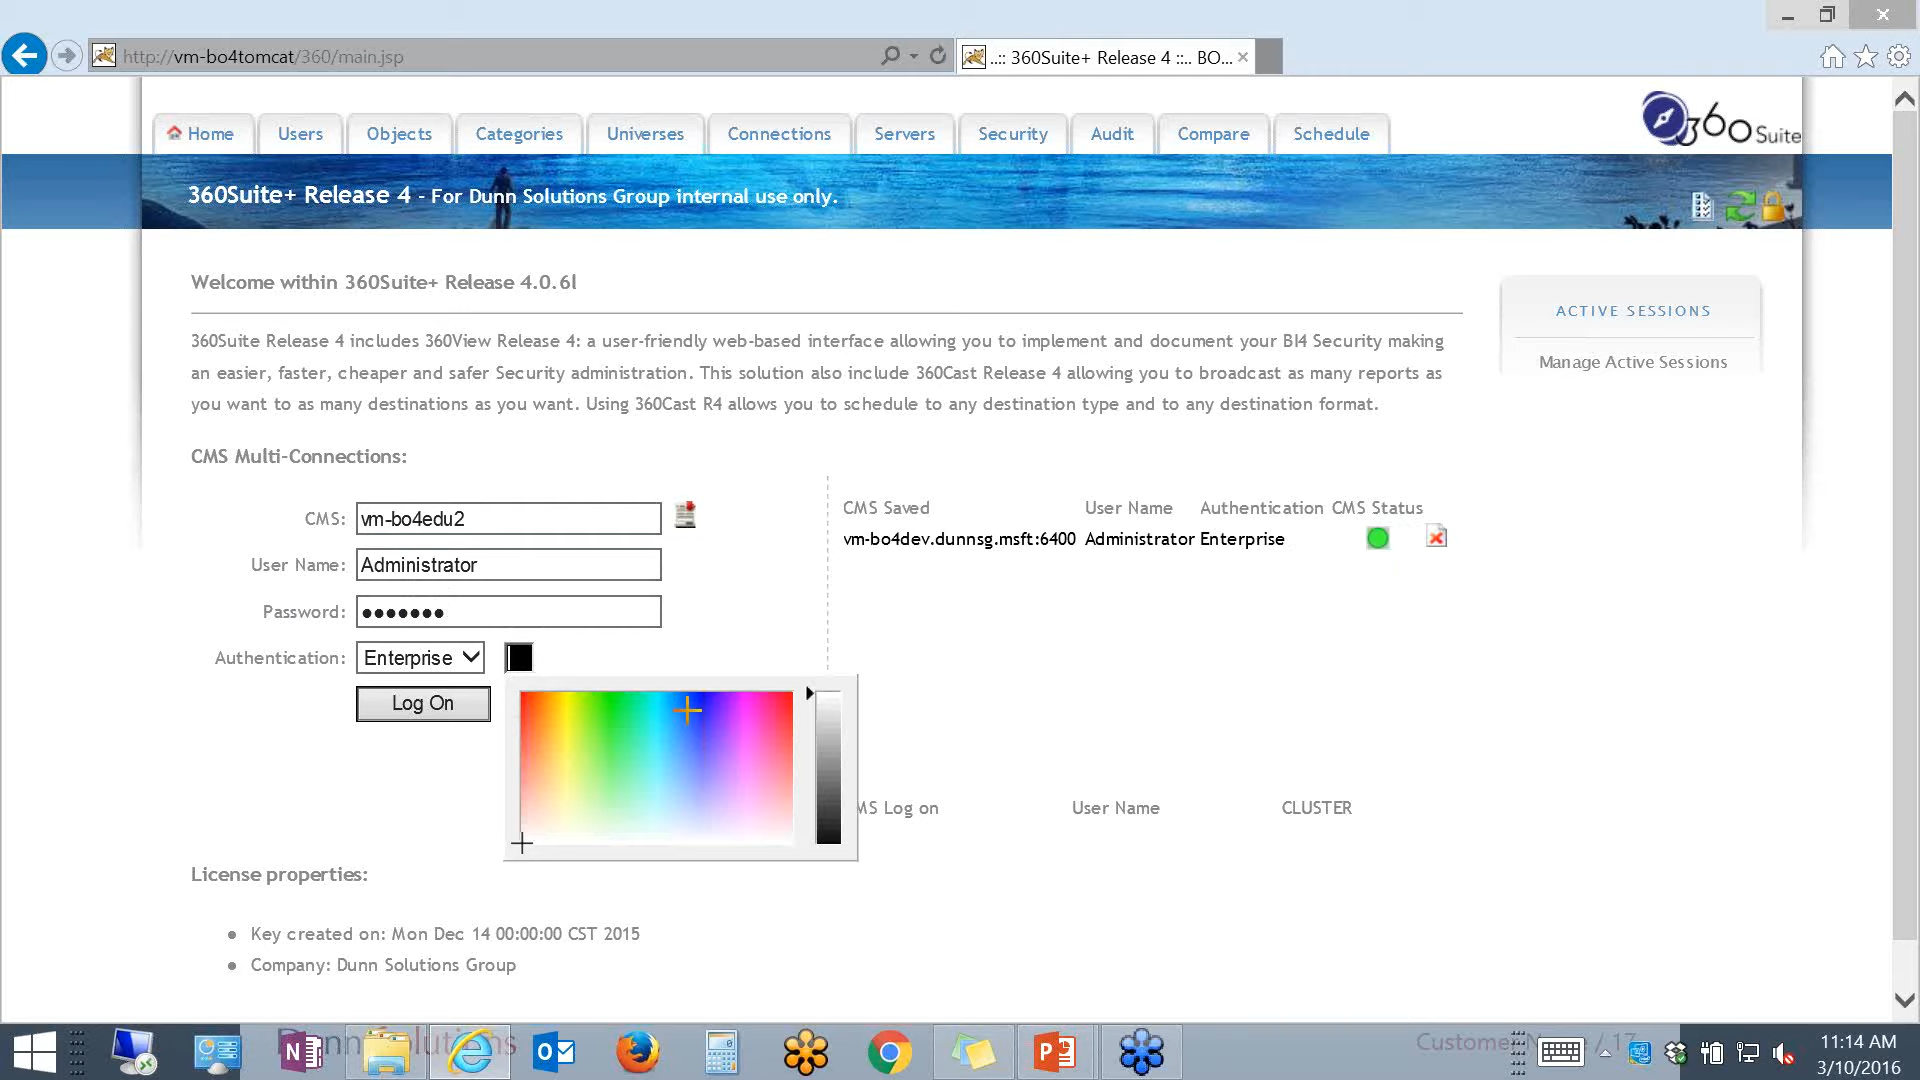 http://vm-bo4tomcat/360/main.jsp
..:: 360Suite+ Release 4 ::.. BO...
Home
Users
Objects
Categories
Universes
Connections
Servers
Security
Audit
Compare
Schedule
360 Suite
360Suite+ Release 4 - For Dunn Solutions Group internal use only.
Welcome within 360Suite+ Release 4.0.6l
360Suite Release 4 includes 360View Release 4: a user-friendly web-based interface allowing you to implement and document your BI4 Security making
an easier, faster, cheaper and safer Security administration. This solution also include 360Cast Release 4 allowing you to broadcast as many reports as
you want to as many destinations as you want. Using 360Cast R4 allows you to schedule to any destination type and to any destination format.
ACTIVE SESSIONS
Manage Active Sessions
CMS Multi-Connections:
CMS: vm-bo4edu2
User Name: Administrator
Password: •••••••
Authentication: Enterprise
Log On
CMS Saved User Name Authentication CMS Status
vm-bo4dev.dunnsg.msft:6400 Administrator Enterprise
MS Log on User Name CLUSTER
License properties:
• Key created on: Mon Dec 14 00:00:00 CST 2015
• Company: Dunn Solutions Group
11:14 AM
3/10/2016